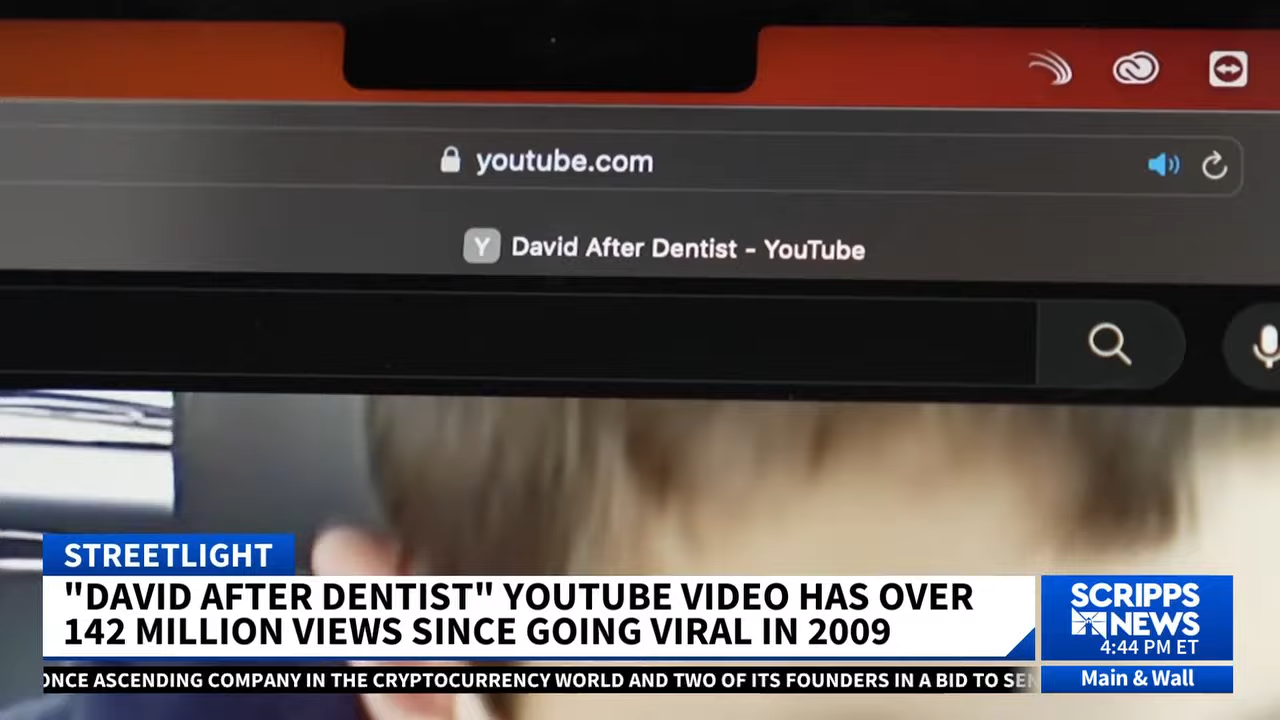 youtube.com
Y David After Dentist - YouTube
STREETLIGHT
"DAVID AFTER DENTIST" YOUTUBE VIDEO HAS OVER
142 MILLION VIEWS SINCE GOING VIRAL IN 2009
SCRIPPS
NEWS
4:44 PM ET
ONCE ASCENDING COMPANY IN THE CRYPTOCURRENCY WORLD AND TWO OF ITS FOUNDERS IN A BID TO SEN
Main & Wall